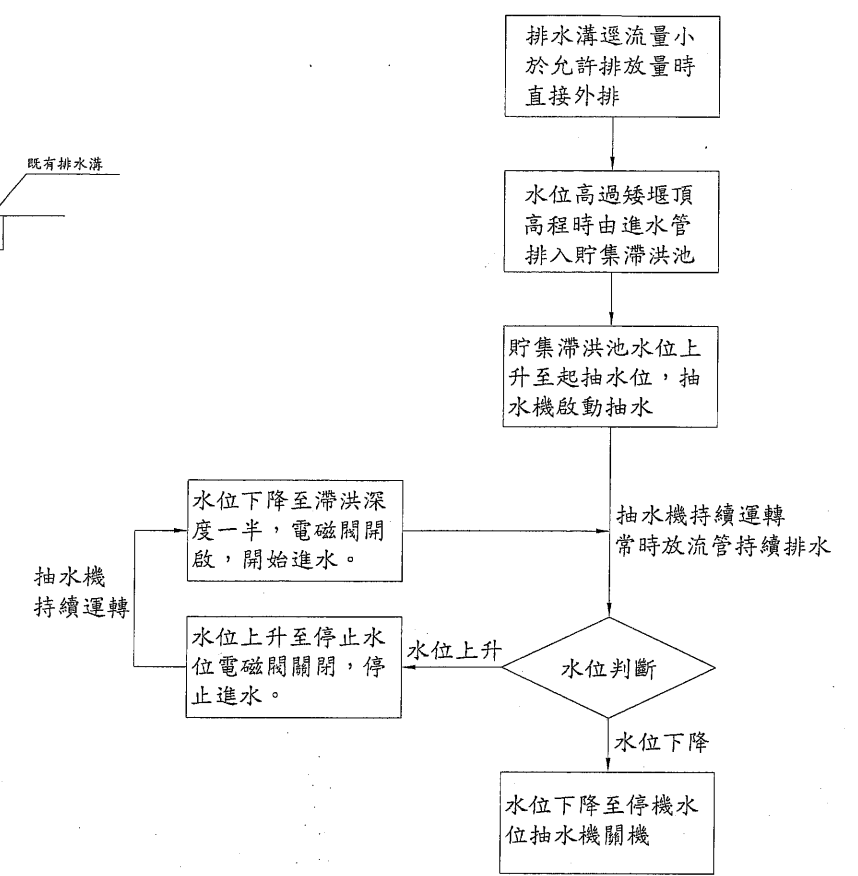 排水溝逕流量小
於允許排放量時
直接外排
既有排水溝
水位高過矮堰頂
高程時由進水管
排入貯集滯洪池
貯集滯洪池水位上
升至起抽水位，抽
水機啟動抽水
水位下降至滯洪深
度一半，電磁閥開
啟，開始進水。
抽水機持續運轉
常時放流管持續排水
抽水機
持續運轉
水位上升至停止水
位電磁閥關閉，停
止進水。
水位上升
水位判斷
水位下降
水位下降至停機水
位抽水機關機